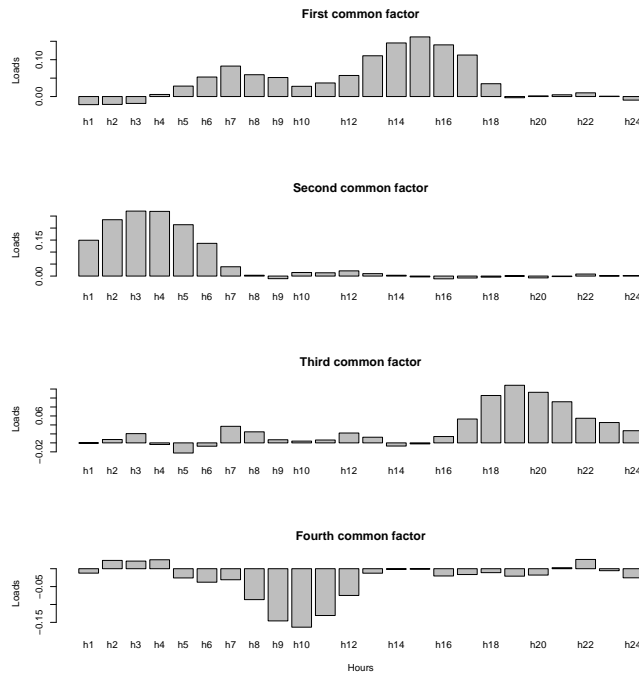 First common factor
Loads
0.10
0.00
h1 h2 h3 h4 h5 h6 h7 h8 h9 h10 h12 h14 h16 h18 h20 h22 h24
Second common factor
Loads
0.15
0.00
h1 h2 h3 h4 h5 h6 h7 h8 h9 h10 h12 h14 h16 h18 h20 h22 h24
Third common factor
Loads
0.06
−0.02
h1 h2 h3 h4 h5 h6 h7 h8 h9 h10 h12 h14 h16 h18 h20 h22 h24
Fourth common factor
Loads
−0.05
−0.15
h1 h2 h3 h4 h5 h6 h7 h8 h9 h10 h12 h14 h16 h18 h20 h22 h24
Hours